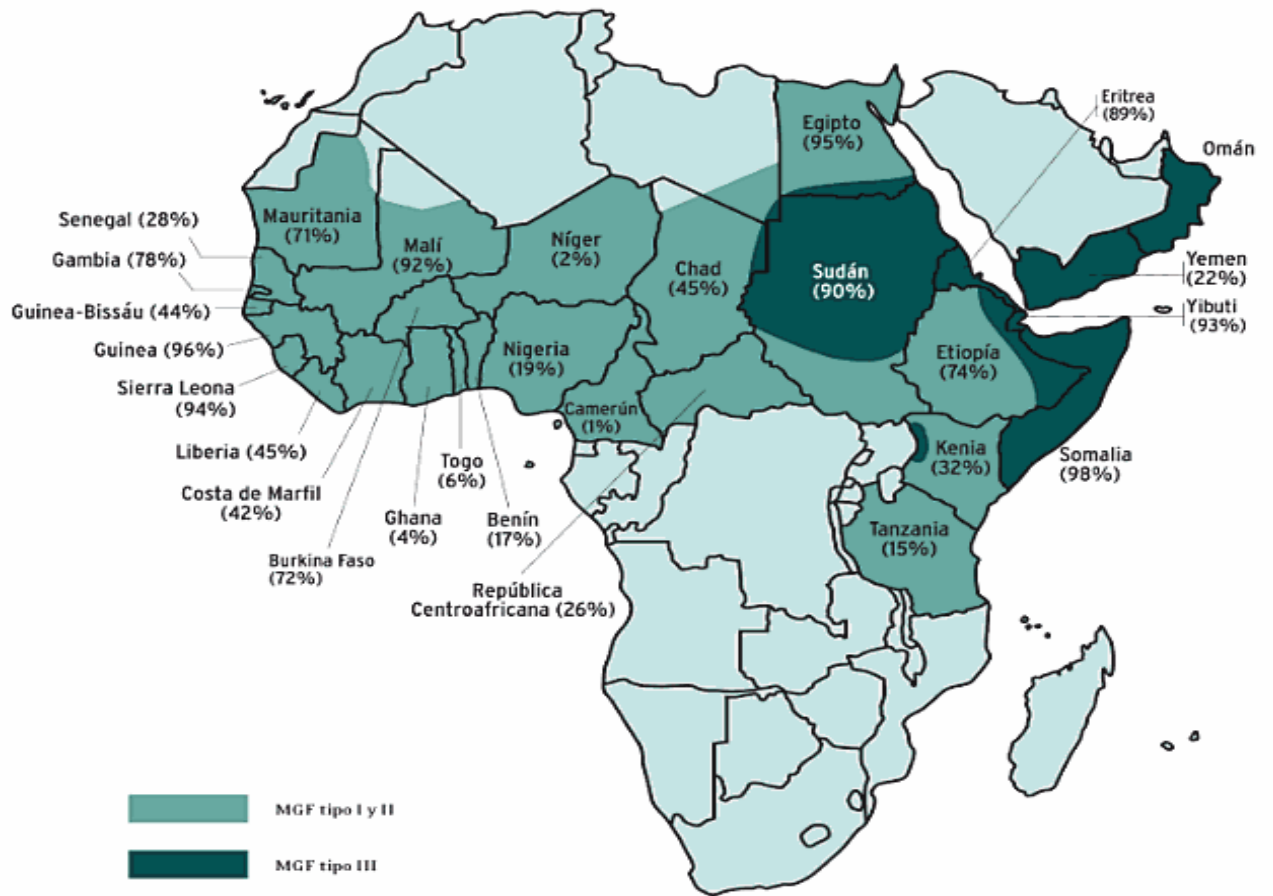 Eritrea
(89%)
Egipto
(95%)
Omán
Senegal (28%)
Mauritania
(71%)
Gambia (78%)
Malí
(92%)
Níger
(2%)
Chad
(45%)
Sudán
(90%)
Yemen
(22%)
Yibuti
(93%)
Guinea-Bissáu (44%)
Guinea (96%)
Nigeria
(19%)
Etiopía
(74%)
Sierra Leona
(94%)
Camerún
(1%)
Liberia (45%)
Togo
(6%)
Kenia
(32%)
Somalia
(98%)
Costa de Marfil
(42%)
Ghana
(4%)
Benín
(17%)
Tanzania
(15%)
Burkina Faso
(72%)
República
Centroafricana (26%)
MGF tipo I y II
MGF tipo III